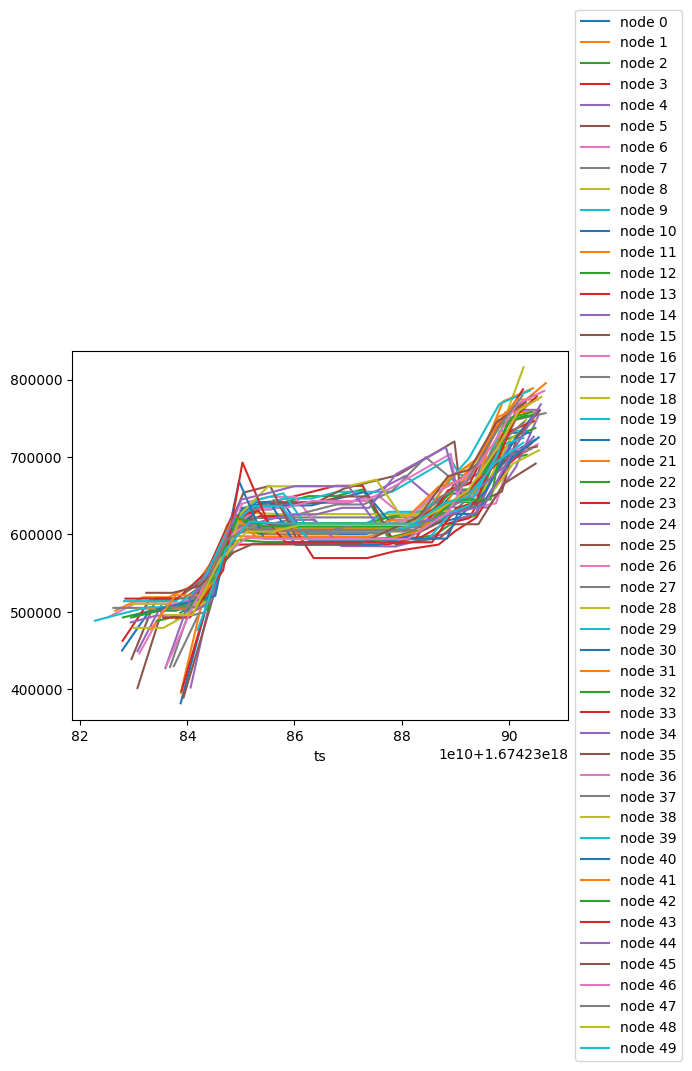 node 0
node 1
node 2
node 3
node 4
node 5
node 6
node 7
node 8
node 9
node 10
node 11
node 12
node 13
node 14
node 15
node 16
node 17
node 18
node 19
node 20
node 21
node 22
node 23
node 24
node 25
node 26
node 27
node 28
node 29
node 30
node 31
node 32
node 33
node 34
node 35
node 36
node 37
node 38
node 39
node 40
node 41
node 42
node 43
node 44
node 45
node 46
node 47
node 48
node 49
800000
700000
600000
500000
400000
82 84 86 88 90
ts
1e10+1.67423e18